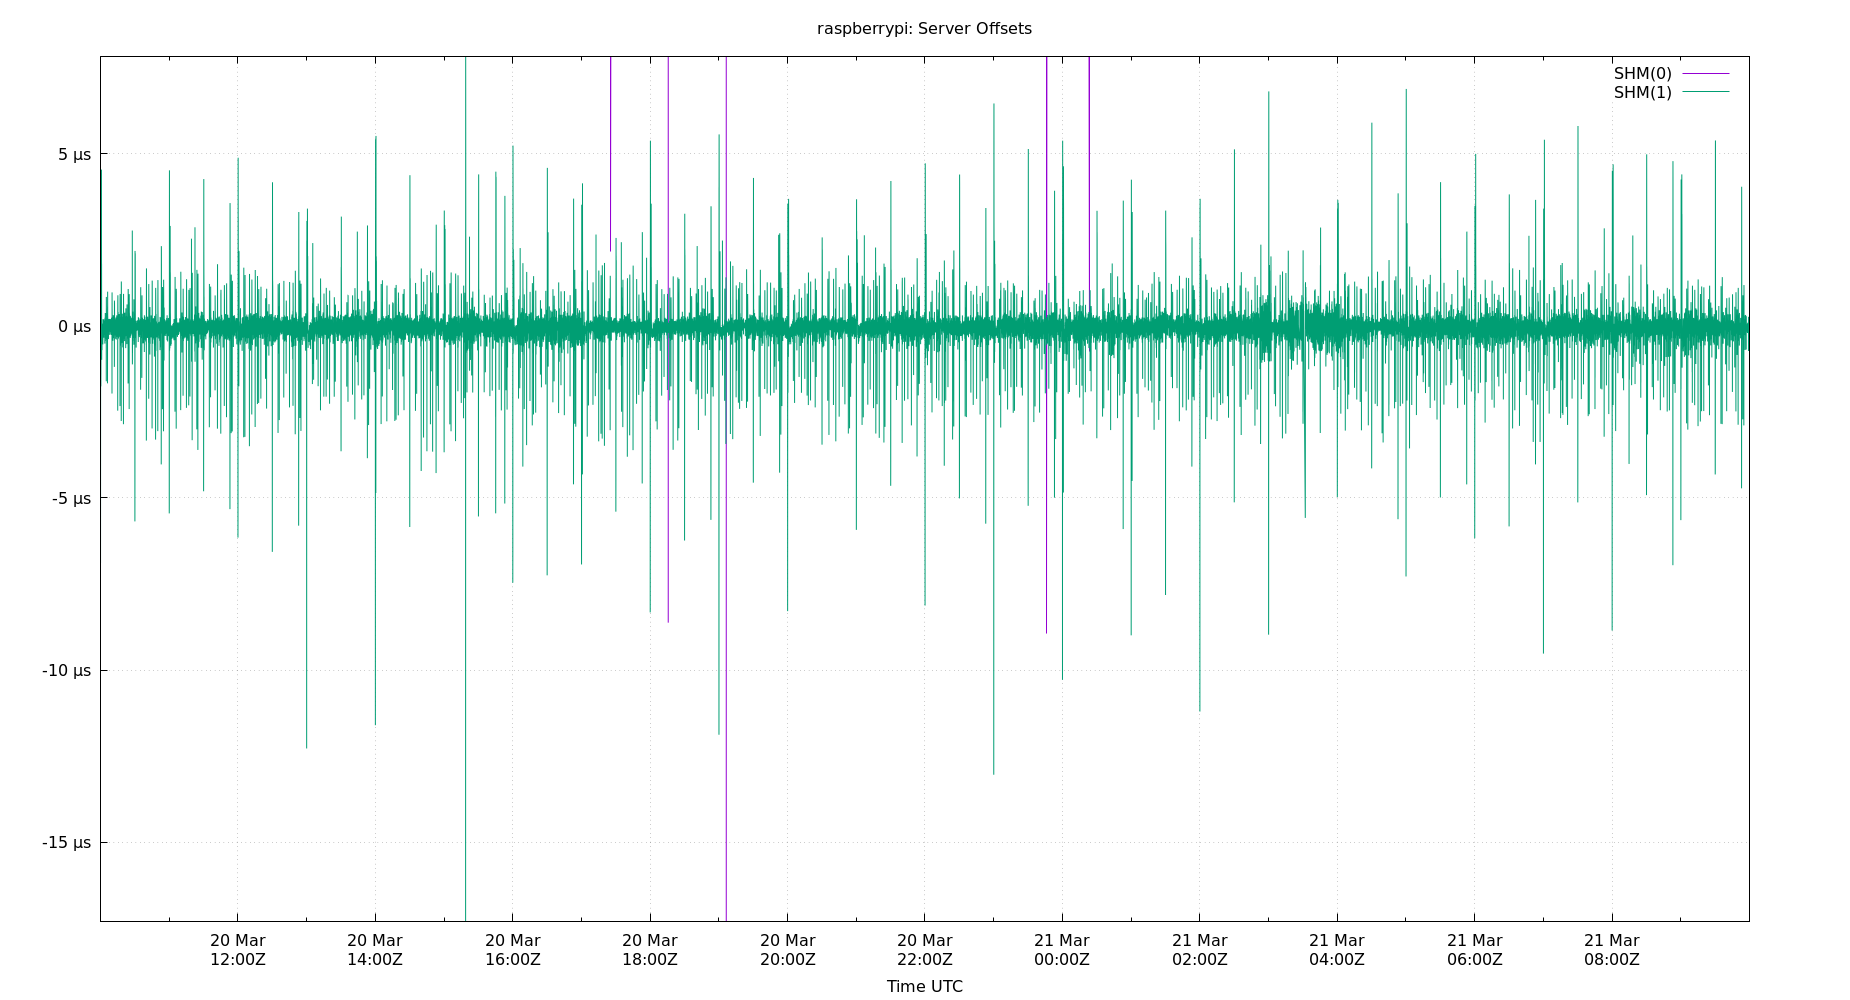 raspberrypi: Server Offsets
SHM(0)
SHM(1)
5 µs
0 µs
-5 µs
-10 µs
-15 µs
20 Mar 20 Mar 20 Mar 20 Mar 20 Mar 20 Mar 21 Mar 21 Mar 21 Mar 21 Mar 21 Mar
12:00Z 14:00Z 16:00Z 18:00Z 20:00Z 22:00Z 00:00Z 02:00Z 04:00Z 06:00Z 08:00Z
Time UTC